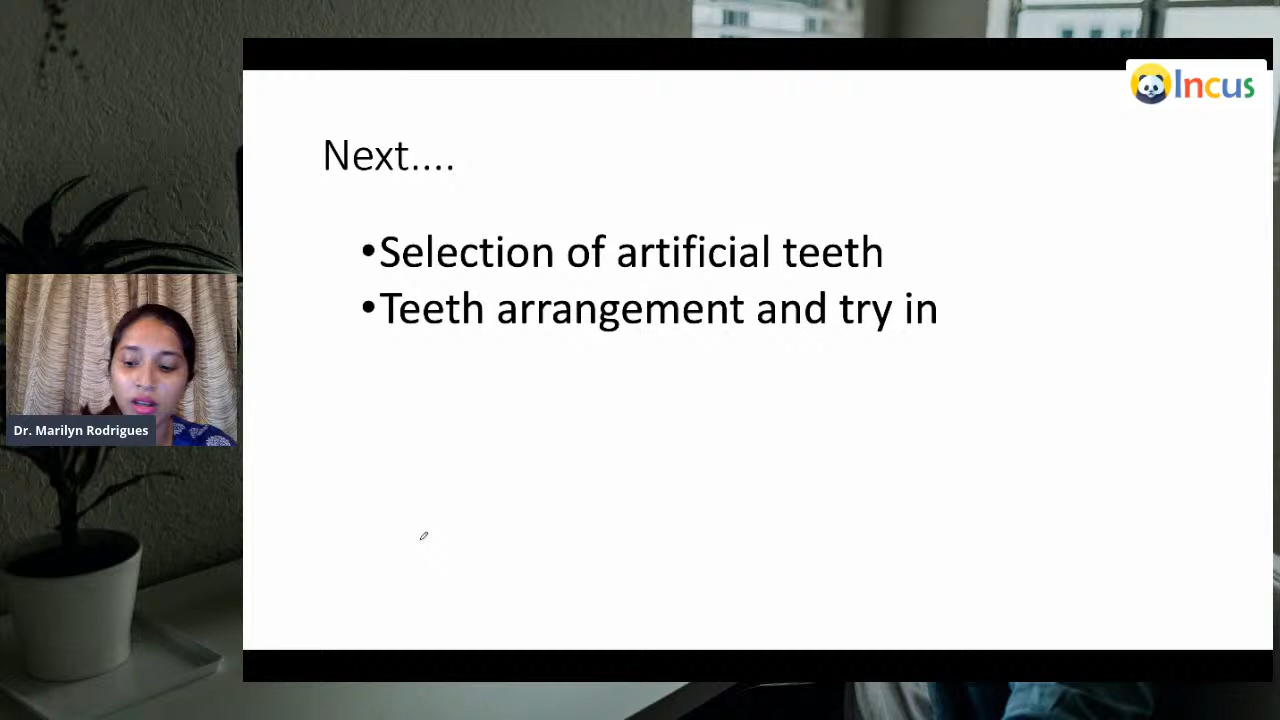 Incus
Next....
•Selection of artificial teeth
•Teeth arrangement and try in
Dr. Marilyn Rodrigues